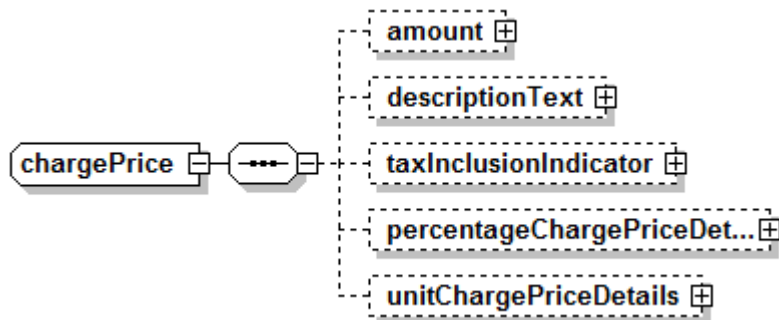 amount
descriptionText
chargePrice
taxInclusionIndicator
percentageChargePriceDet...
unitChargePriceDetails